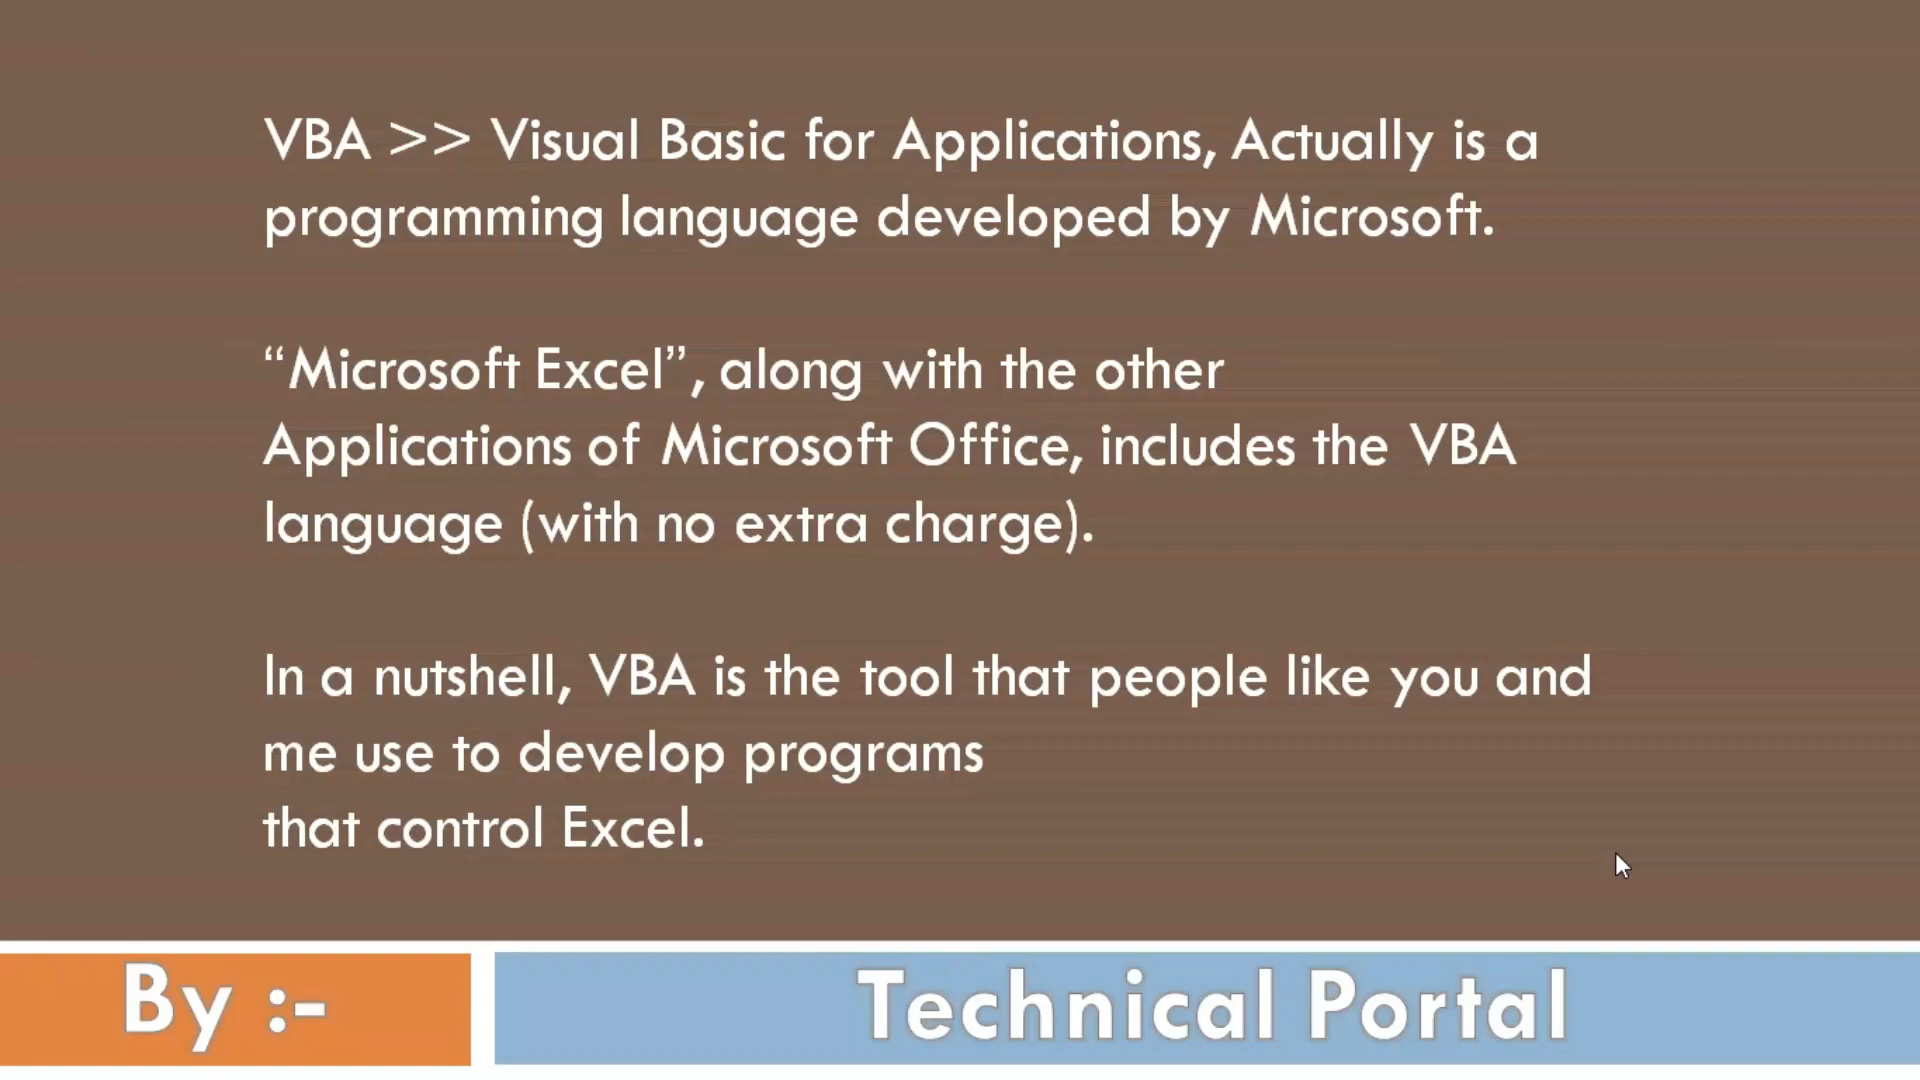 VBA >> Visual Basic for Applications, Actually is a
programming language developed by Microsoft.
“Microsoft Excel”, along with the other
Applications of Microsoft Office, includes the VBA
language (with no extra charge).
In a nutshell, VBA is the tool that people like you and
me use to develop programs
that control Excel.
By :-
Technical Portal